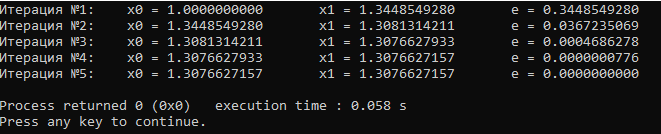 Итерация №1: x0 = 1.0000000000 x1 = 1.3448549280 e = 0.3448549280
Итерация №2: x0 = 1.3448549280 x1 = 1.3081314211 e = 0.0367235069
Итерация №3: x0 = 1.3081314211 x1 = 1.3076627933 e = 0.0004686278
Итерация №4: x0 = 1.3076627933 x1 = 1.3076627157 e = 0.0000000776
Итерация №5: x0 = 1.3076627157 x1 = 1.3076627157 e = 0.0000000000
Process returned 0 (0x0) execution time : 0.058 s
Press any key to continue.